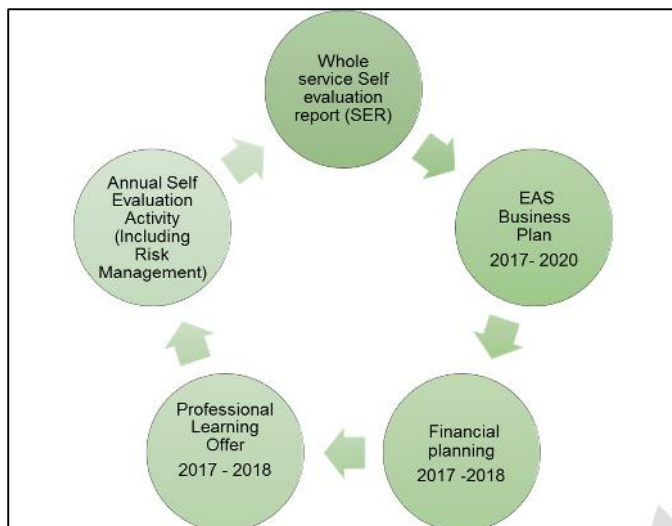 Whole
service Self
evaluation
report (SER)
EAS
Business
Plan
2017- 2020
Financial
planning
2017 -2018
Professional
Learning
Offer
2017 - 2018
Annual Self
Evaluation
Activity
(Including
Risk
Management)